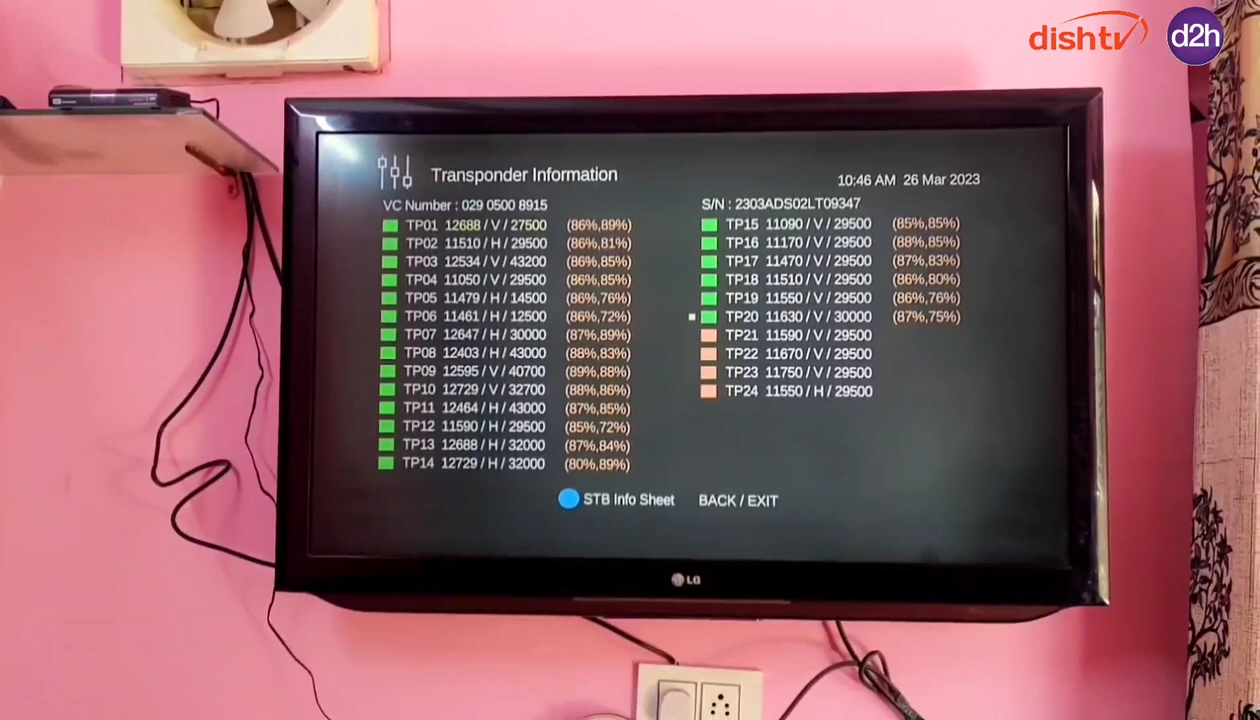 dishtv d2h
Transponder Information
10:46 AM 26 Mar 2023
VC Number : 029 0500 8915
TP01 12688 / V / 27500 (86%,89%)
TP02 11510 / H / 29500 (86%,81%)
TP03 12534 / V / 43200 (86%,85%)
TP04 11050 / V / 29500 (86%,85%)
TP05 11479 / H / 14500 (86%,76%)
TP06 11461 / H / 12500 (86%,72%)
TP07 12647 / H / 30000 (87%,89%)
TP08 12403 / H / 43000 (88%,83%)
TP09 12595 / V / 40700 (89%,88%)
TP10 12729 / V / 32700 (88%,86%)
TP11 12464 / H / 43000 (87%,85%)
TP12 11590 / H / 29500 (85%,72%)
TP13 12688 / H / 32000 (87%,84%)
TP14 12729 / H / 32000 (80%,89%)
S/N : 2303ADS02LT09347
TP15 11090 / V / 29500 (85%,85%)
TP16 11170 / V / 29500 (88%,85%)
TP17 11470 / V / 29500 (87%,83%)
TP18 11510 / V / 29500 (86%,80%)
TP19 11550 / V / 29500 (86%,76%)
TP20 11630 / V / 30000 (87%,75%)
TP21 11590 / V / 29500
TP22 11670 / V / 29500
TP23 11750 / V / 29500
TP24 11550 / H / 29500
STB Info Sheet BACK / EXIT
LG